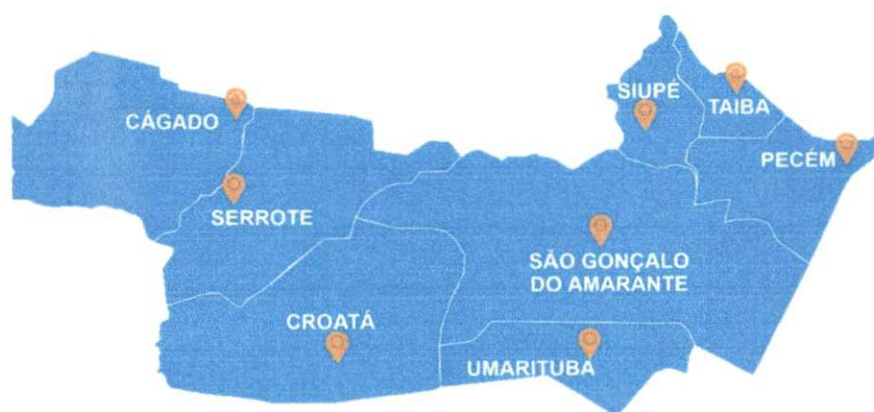 SIUPÉ
TAIBA
CÁGADO
PECÉM
SERROTE
SÃO GONÇALO
DO AMARANTE
CROATÁ
UMARITUBA